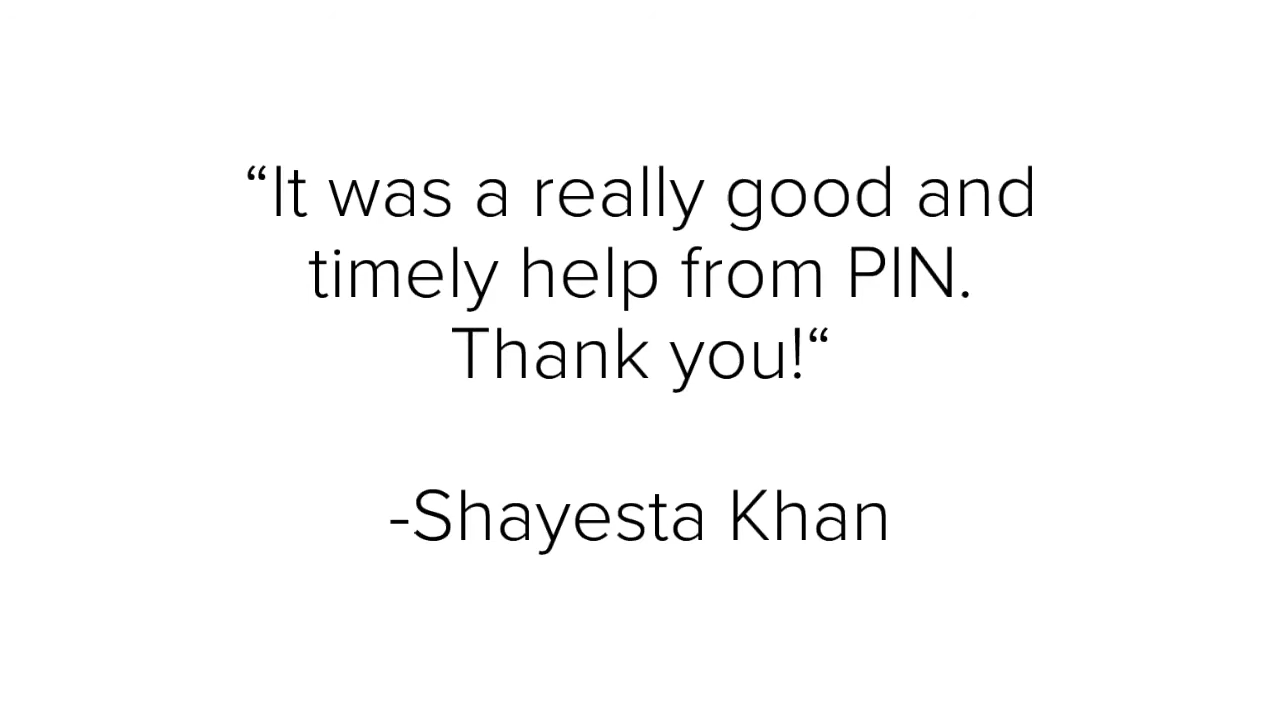 “It was a really good and
timely help from PIN.
Thank you!“
-Shayesta Khan